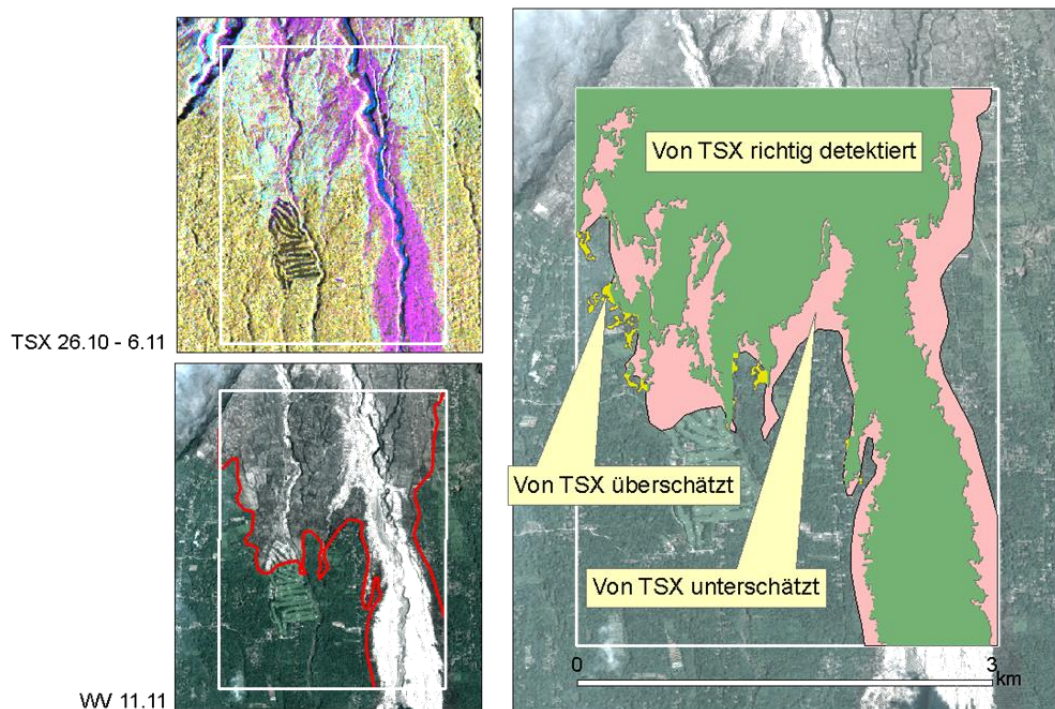 TSX 26.10 - 6.11
WV 11.11
Von TSX richtig detektiert
Von TSX überschätzt
Von TSX unterschätzt
0
3
km